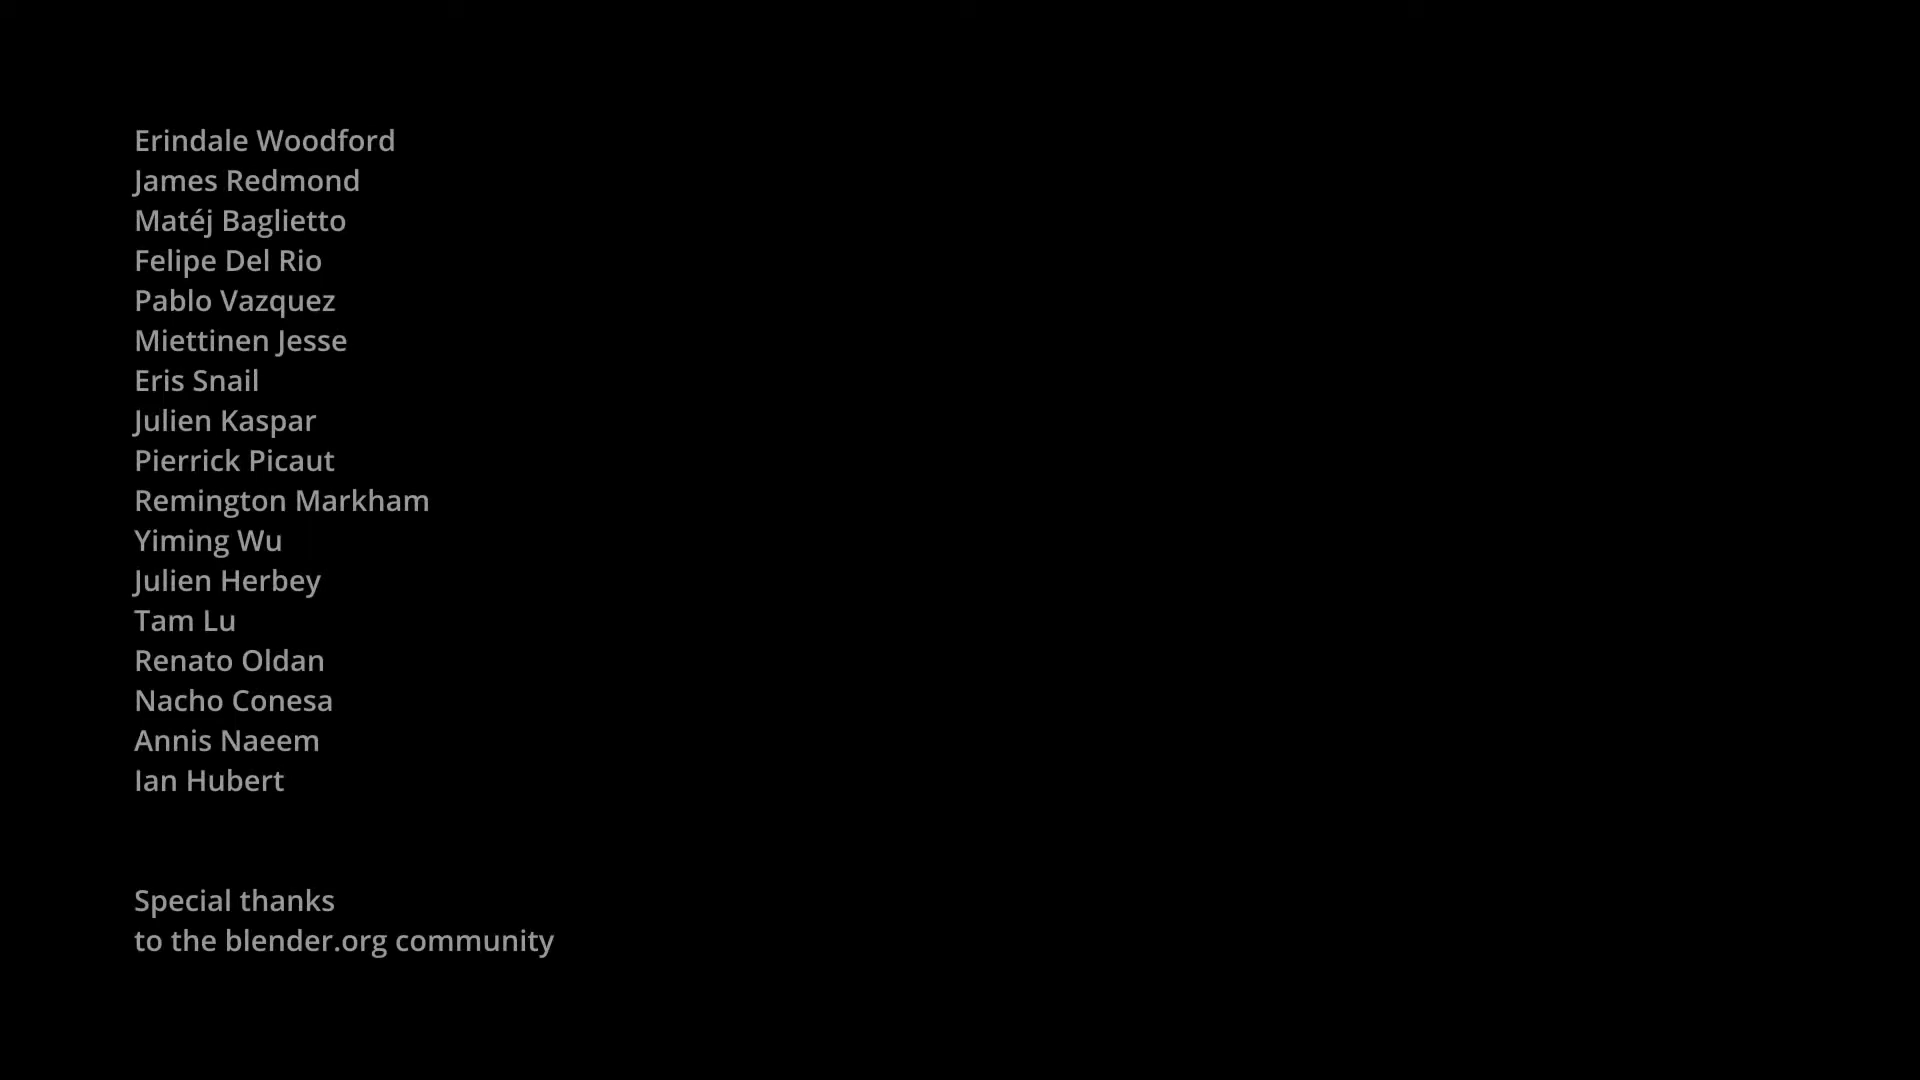 Erindale Woodford
James Redmond
Matéj Baglietto
Felipe Del Rio
Pablo Vazquez
Miettinen Jesse
Eris Snail
Julien Kaspar
Pierrick Picaut
Remington Markham
Yiming Wu
Julien Herbey
Tam Lu
Renato Oldan
Nacho Conesa
Annis Naeem
Ian Hubert
Special thanks
to the blender.org community